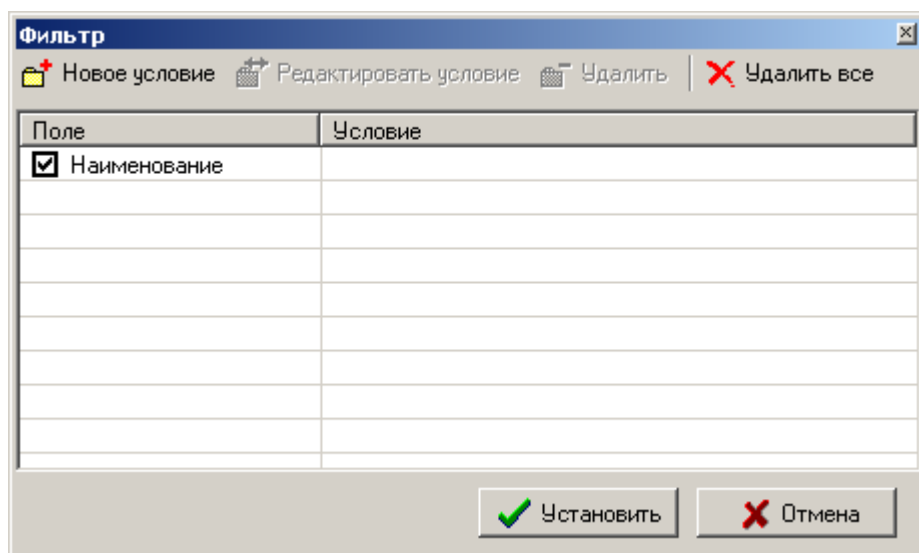 Фильтр
Новое условие Редактировать условие Удалить Удалить все
Поле Условие
Наименование
Установить Отмена